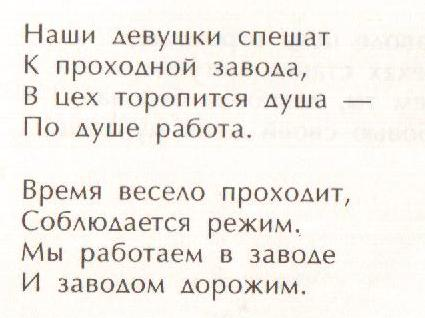 Наши девушки спешат
К проходной завода,
В цех торопится душа —
По душе работа.

Время весело проходит,
Соблюдается режим.
Мы работаем в заводе
И заводом дорожим.